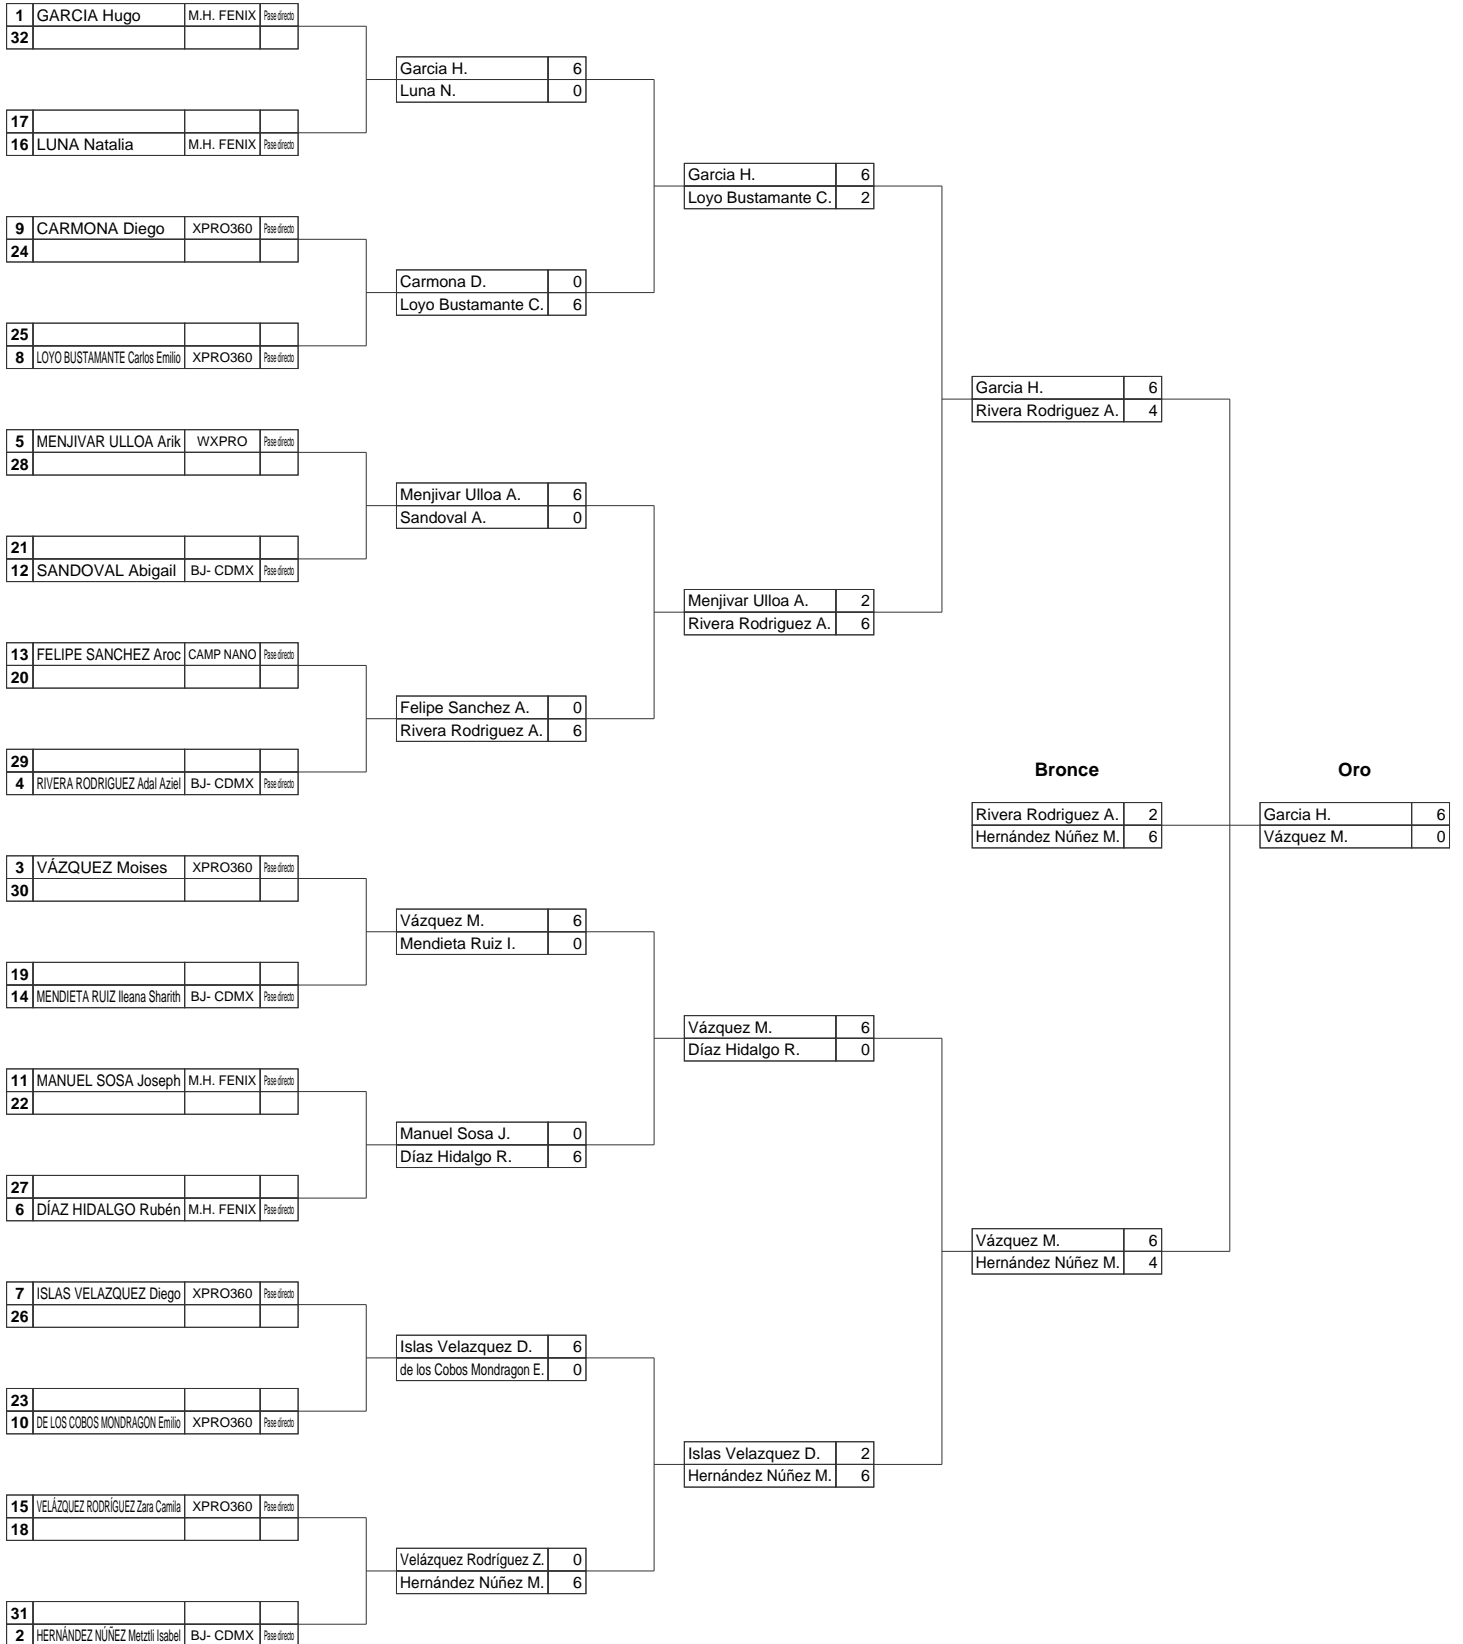 1 GARCIA Hugo M.H. FENIX Pase directo
32
Garcia H. 6
Luna N. 0
17
16 LUNA Natalia M.H. FENIX Pase directo
Garcia H. 6
Loyo Bustamante C. 2
9 CARMONA Diego XPRO360 Pase directo
24
Carmona D. 0
Loyo Bustamante C. 6
25
8 LOYO BUSTAMANTE Carlos Emilio XPRO360 Pase directo
Garcia H. 6
Rivera Rodriguez A. 4
5 MENJIVAR ULLOA Arik WXPRO Pase directo
28
Menjivar Ulloa A. 6
Sandoval A. 0
21
12 SANDOVAL Abigail BJ- CDMX Pase directo
Menjivar Ulloa A. 2
Rivera Rodriguez A. 6
13 FELIPE SANCHEZ Aroc CAMP NANO Pase directo
20
Felipe Sanchez A. 0
Rivera Rodriguez A. 6
29
4 RIVERA RODRIGUEZ Adal Aziel BJ- CDMX Pase directo
Bronce Oro
Rivera Rodriguez A. 2 Garcia H. 6
Hernández Núñez M. 6 Vázquez M. 0
3 VÁZQUEZ Moises XPRO360 Pase directo
30
Vázquez M. 6
Mendieta Ruiz I. 0
19
14 MENDIETA RUIZ Ileana Sharith BJ- CDMX Pase directo
Vázquez M. 6
Díaz Hidalgo R. 0
11 MANUEL SOSA Joseph M.H. FENIX Pase directo
22
Manuel Sosa J. 0
Díaz Hidalgo R. 6
27
6 DÍAZ HIDALGO Rubén M.H. FENIX Pase directo
Vázquez M. 6
Hernández Núñez M. 4
7 ISLAS VELAZQUEZ Diego XPRO360 Pase directo
26
Islas Velazquez D. 6
de los Cobos Mondragon E. 0
23
10 DE LOS COBOS MONDRAGON Emilio XPRO360 Pase directo
Islas Velazquez D. 2
Hernández Núñez M. 6
15 VELÁZQUEZ RODRÍGUEZ Zara Camila XPRO360 Pase directo
18
Velázquez Rodríguez Z. 0
Hernández Núñez M. 6
31
2 HERNÁNDEZ NÚÑEZ Metztli Isabel BJ- CDMX Pase directo